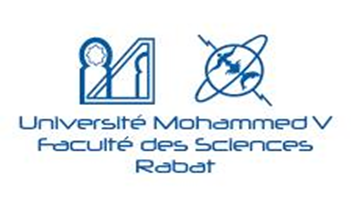 Université Mohammed V
Faculté des Sciences
Rabat